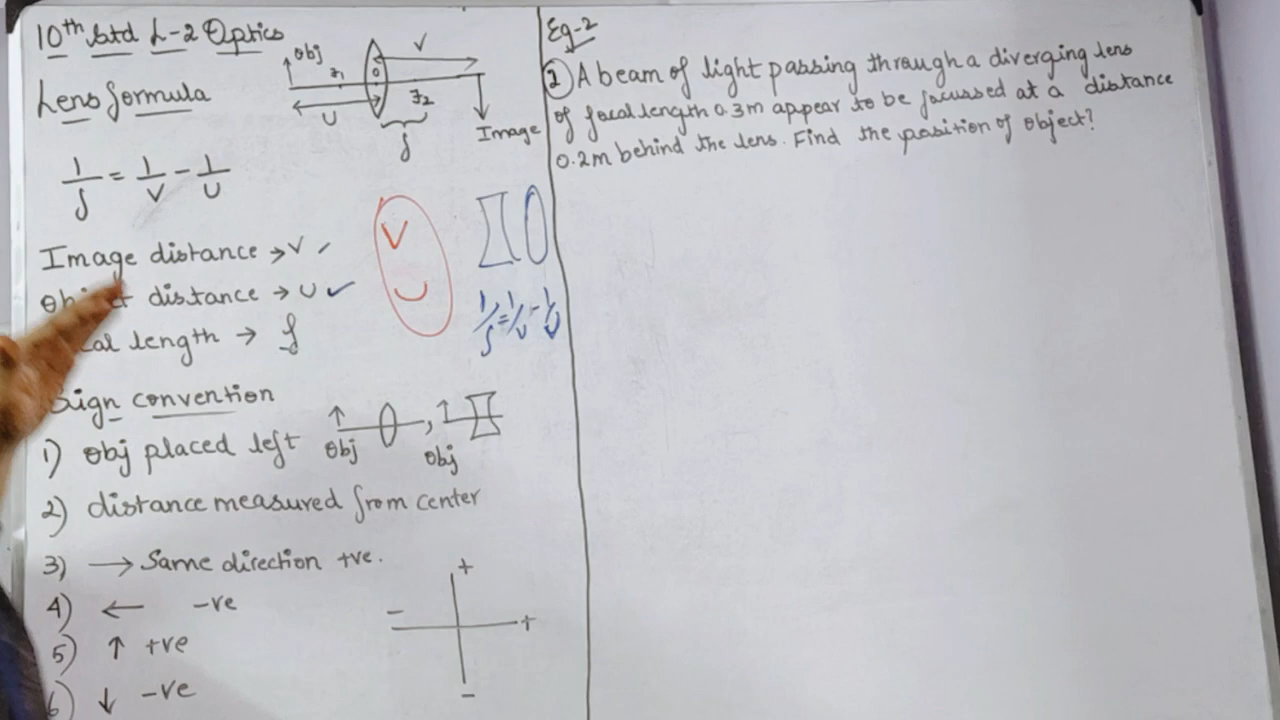 10th Std L-2 Optics
Lens formula
Obj
V
F1
O
F2
U
f
Image
1/f = 1/V - 1/U
Image distance → V ✓
distance → U ✓
length → f
V
U
1/f = 1/v - 1/U
Sign convention
1) Obj placed left
Obj
,
Obj
2) distance measured from center
3) → Same direction +ve.
4) ← -ve
5) ↑ +ve
6) ↓ -ve
+
-
+
-
Eg-2
2) A beam of light passing through a diverging lens
of focal length 0.3m appear to be focussed at a distance
0.2m behind the lens. Find the position of object?